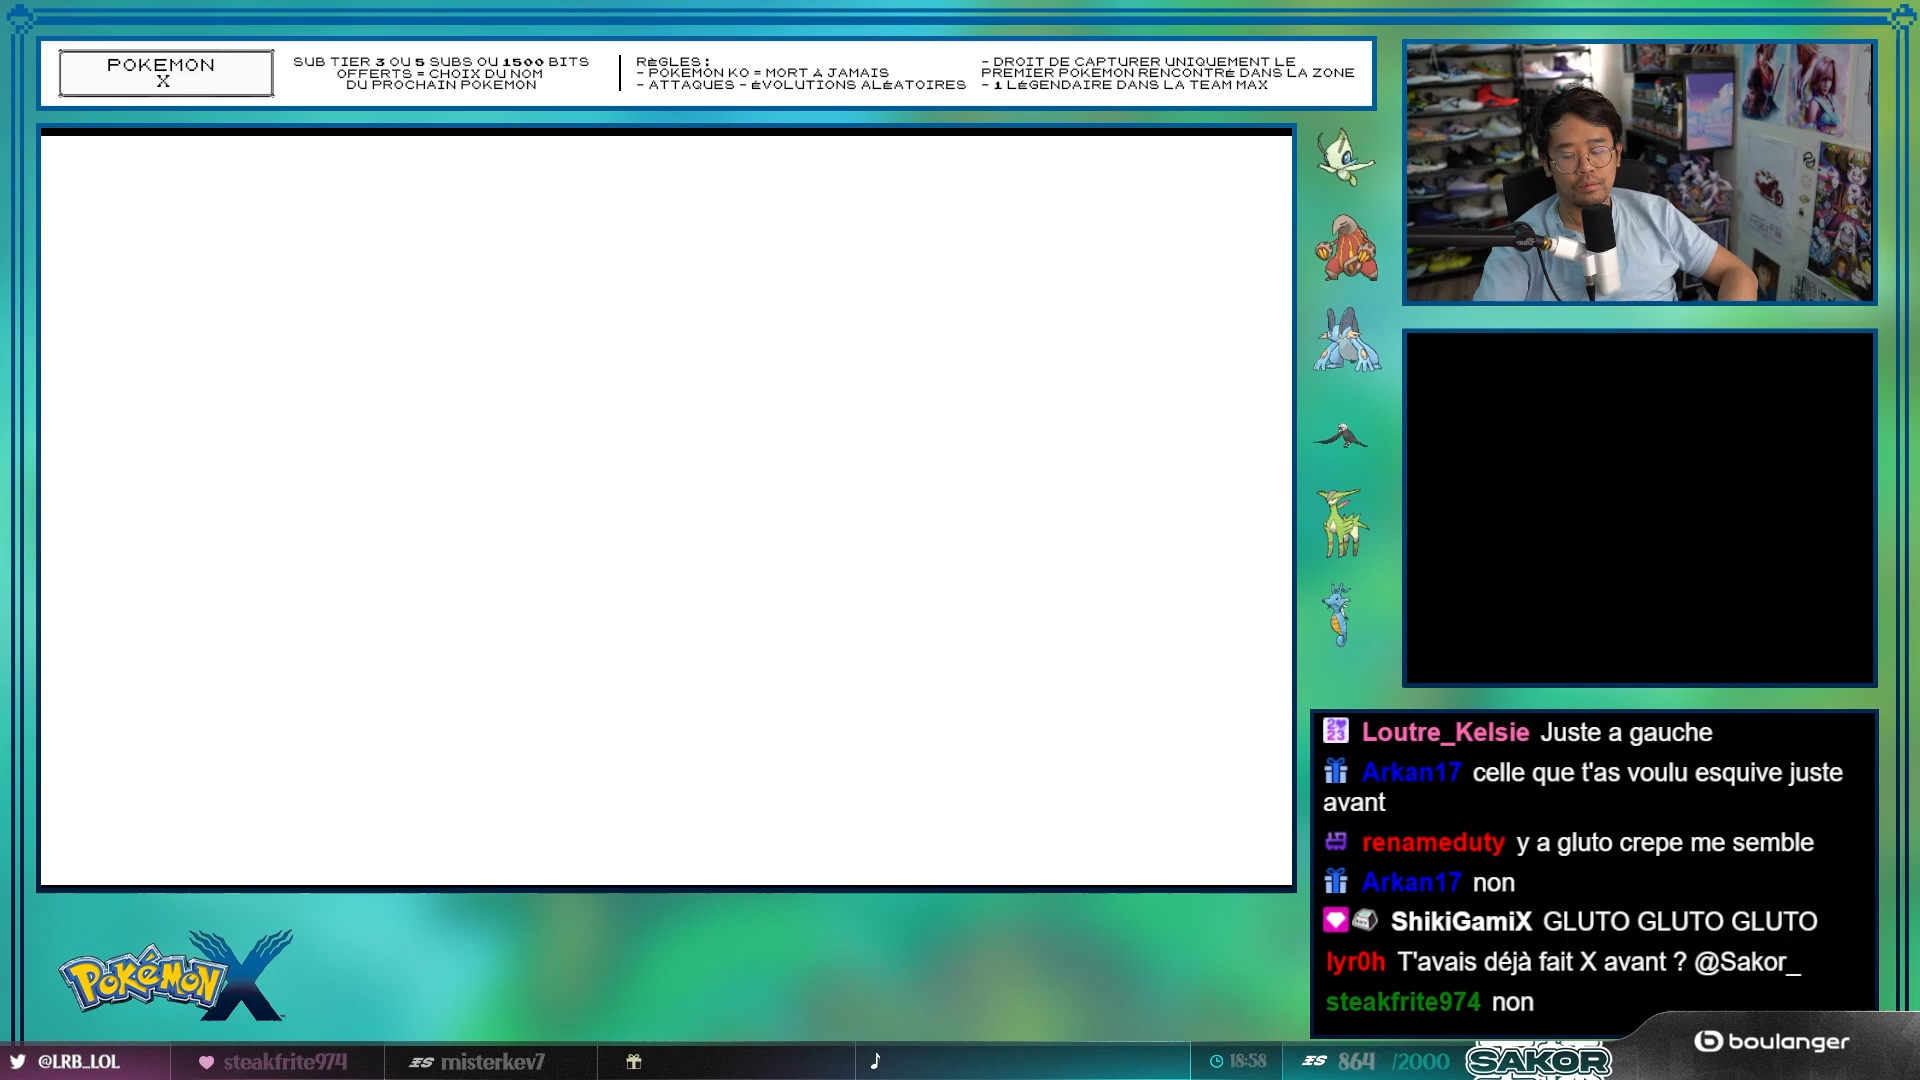 POKEMON
X
SUB TIER 3 OU 5 SUBS OU 1500 BITS
OFFERTS = CHOIX DU NOM
DU PROCHAIN POKEMON
RÈGLES :
- POKEMON KO = MORT À JAMAIS
- ATTAQUES - ÉVOLUTIONS ALÉATOIRES
- DROIT DE CAPTURER UNIQUEMENT LE
PREMIER POKEMON RENCONTRÉ DANS LA ZONE
- 1 LÉGENDAIRE DANS LA TEAM MAX
Loutre_Kelsie Juste a gauche
Arkan17 celle que t'as voulu esquive juste
avant
renameduty y a gluto crepe me semble
Arkan17 non
ShikiGamiX GLUTO GLUTO GLUTO
lyr0h T'avais déjà fait X avant ? @Sakor_
steakfrite974 non
POKéMON X
@LRB_LOL
steakfrite974
misterkev7
18:58
864 /2000
SAKOR
boulanger